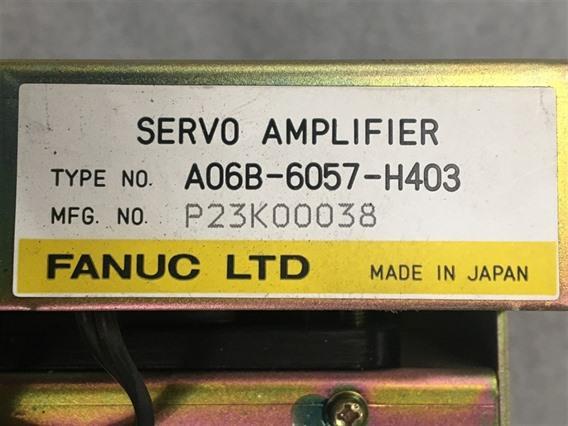 SERVO AMPLIFIER
TYPE NO. A06B-6057-H403
MFG. NO. P23K00038
FANUC LTD MADE IN JAPAN